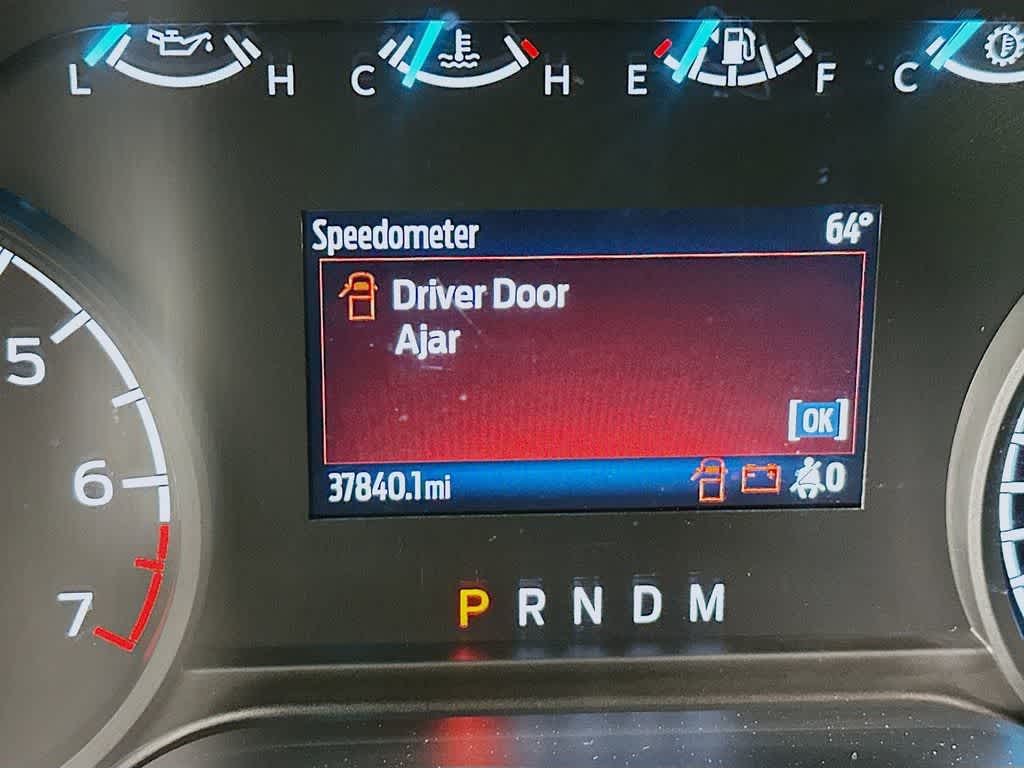 L H C H E F C
Speedometer 64°
Driver Door
Ajar
[OK]
5
37840.1mi 0
6
7
P R N D M